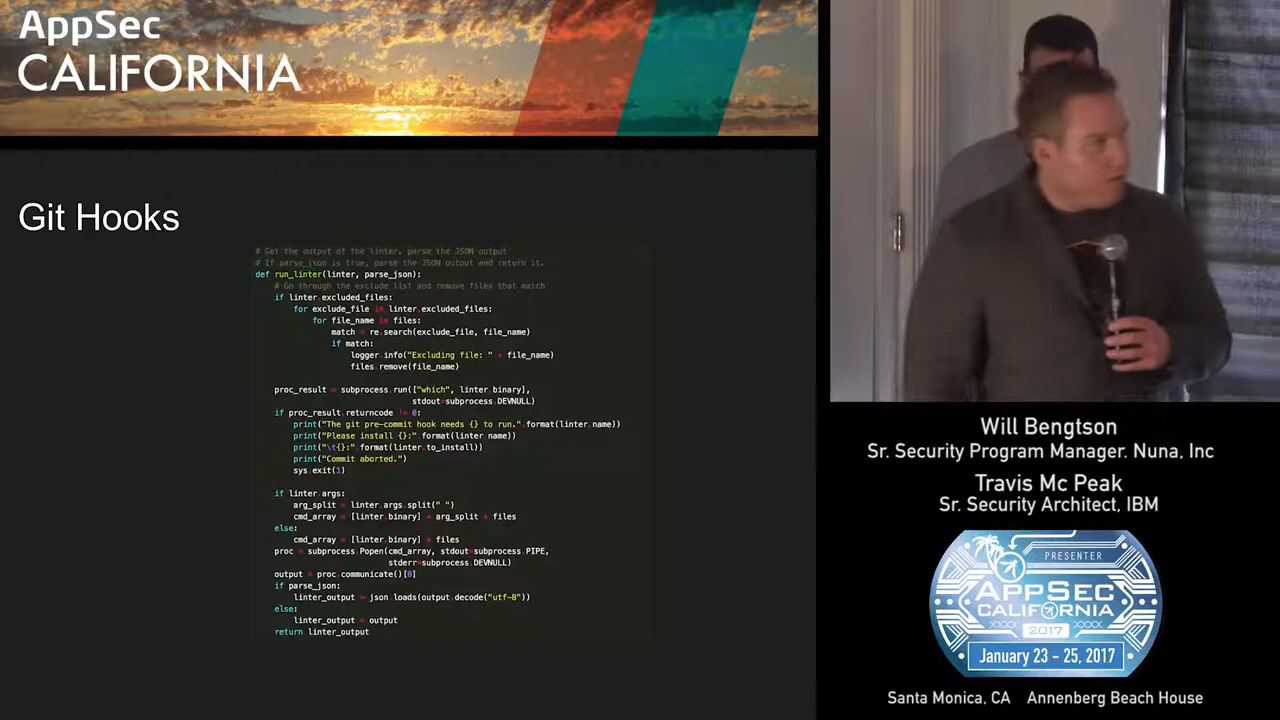 AppSec
CALIFORNIA
Git Hooks
# Get the output of the linter, parse the JSON output
# If parse_json is true, parse the JSON output and return it.
def run_linter(linter, parse_json):
# Go through the exclude list and remove files that match
if linter.excluded_files:
for exclude_file in linter.excluded_files:
for file_name in files:
match = re.search(exclude_file, file_name)
if match:
logger.info("Excluding file: " + file_name)
files.remove(file_name)
proc_result = subprocess.run(["which", linter.binary],
stdout=subprocess.DEVNULL)
if proc_result.returncode != 0:
print("The git pre-commit hook needs {} to run.".format(linter.name))
print("Please install {}:".format(linter.name))
print("\t{}:".format(linter.to_install))
print("Commit aborted.")
sys.exit(1)
if linter.args:
arg_split = linter.args.split(" ")
cmd_array = [linter.binary] + arg_split + files
else:
cmd_array = [linter.binary] + files
proc = subprocess.Popen(cmd_array, stdout=subprocess.PIPE,
stderr=subprocess.DEVNULL)
output = proc.communicate()[0]
if parse_json:
linter_output = json.loads(output.decode("utf-8"))
else:
linter_output = output
return linter_output
Will Bengtson
Sr. Security Program Manager. Nuna, Inc
Travis Mc Peak
Sr. Security Architect, IBM
PRESENTER
APPSEC
CALIFORNIA
XXXX 2017 XXXX
January 23 - 25, 2017
Santa Monica, CA Annenberg Beach House